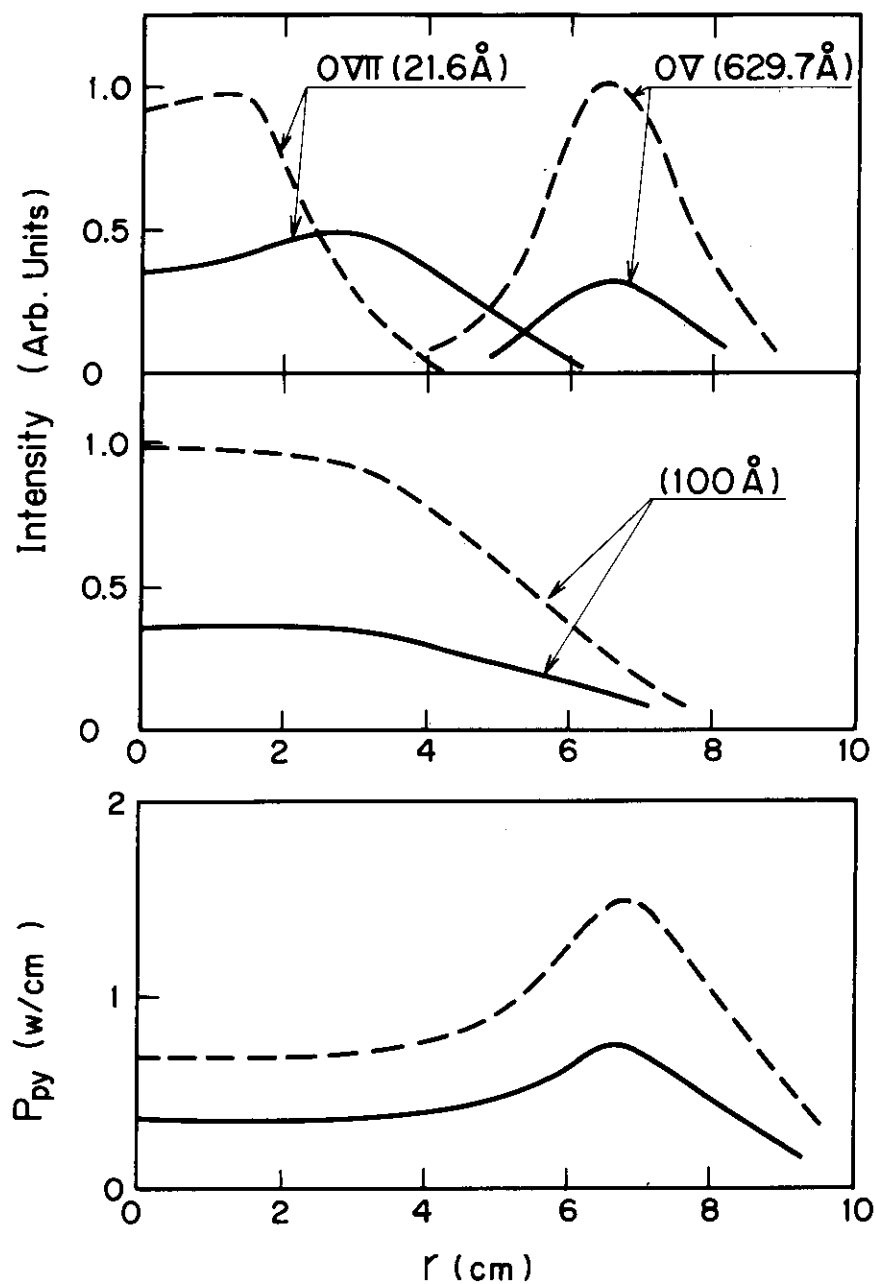 OVII (21.6Å)
OV (629.7Å)
1.0
0.5
0
Intensity (Arb. Units)
(100Å)
1.0
0.5
0
0 2 4 6 8 10
2
1
0
P_py (w/cm)
0 2 4 6 8 10
r (cm)